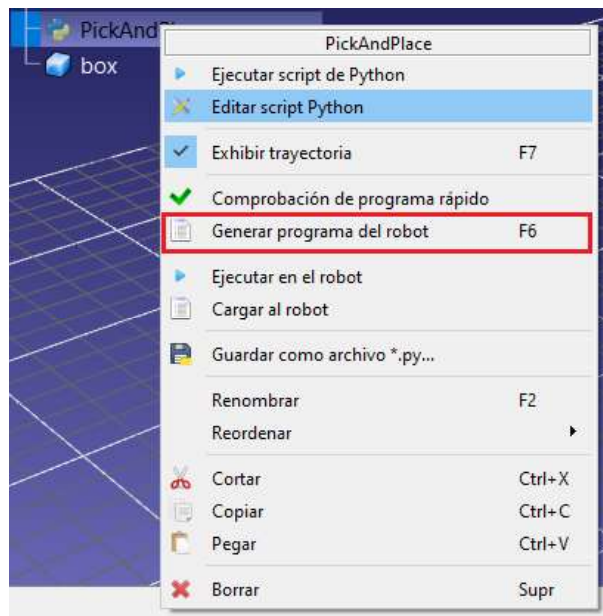 PickAnd
box
PickAndPlace
Ejecutar script de Python
Editar script Python
Exhibir trayectoria F7
Comprobación de programa rápido
Generar programa del robot F6
Ejecutar en el robot
Cargar al robot
Guardar como archivo *.py...
Renombrar F2
Reordenar
Cortar Ctrl+X
Copiar Ctrl+C
Pegar Ctrl+V
Borrar Supr